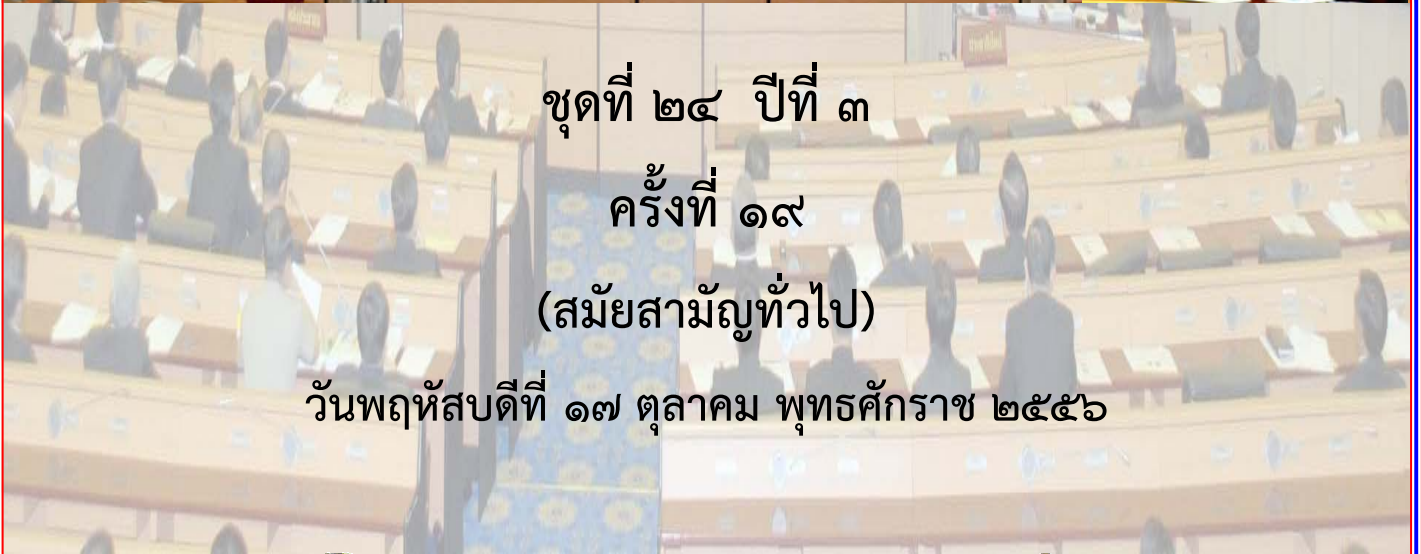 ชุดที่ ๒๔ ปีที่ ๓
ครั้งที่ ๑๙
(สมัยสามัญทั่วไป)
วันพฤหัสบดีที่ ๑๗ ตุลาคม พุทธศักราช ๒๕๕๖